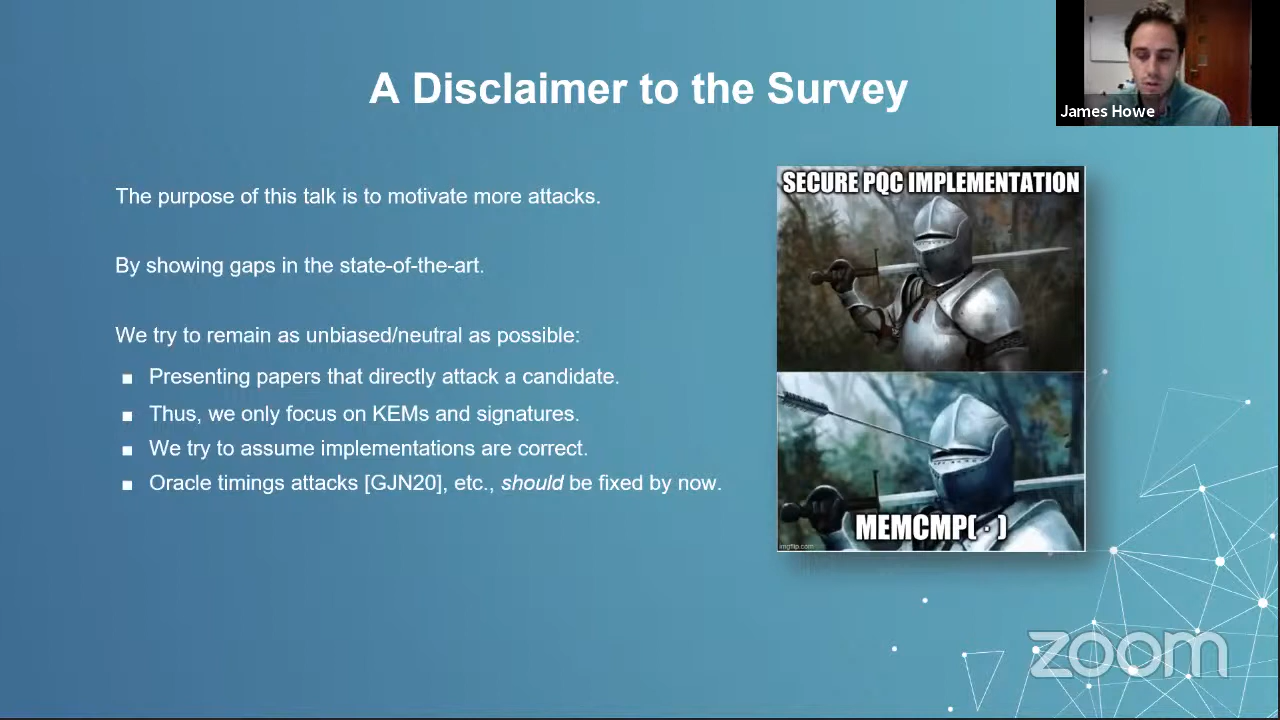 A Disclaimer to the Survey
James Howe
The purpose of this talk is to motivate more attacks.
By showing gaps in the state-of-the-art.
We try to remain as unbiased/neutral as possible:
Presenting papers that directly attack a candidate.
Thus, we only focus on KEMs and signatures.
We try to assume implementations are correct.
Oracle timings attacks [GJN20], etc., should be fixed by now.
SECURE PQC IMPLEMENTATION
MEMCMP( · )
imgflip.com
zoom